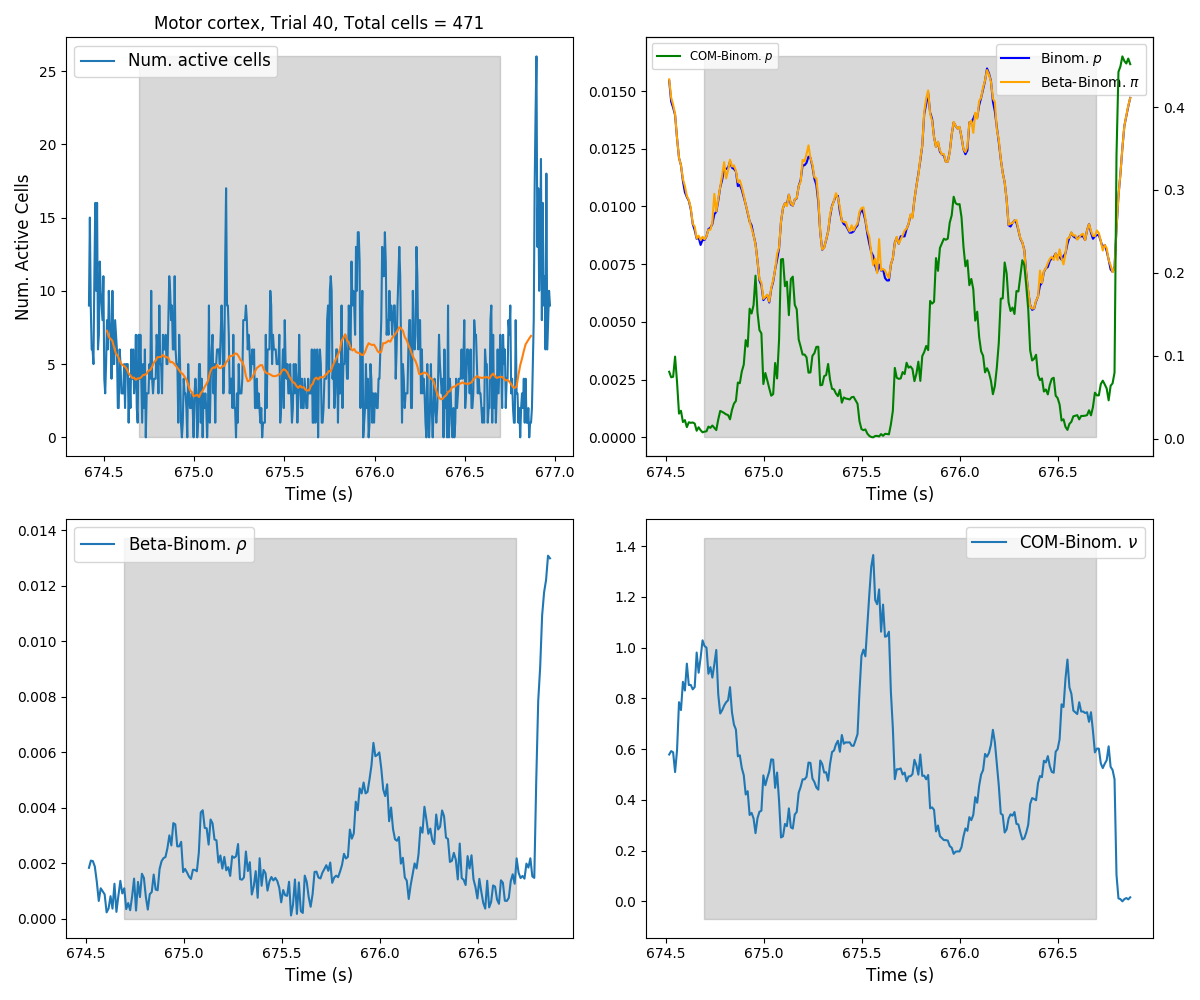 Motor cortex, Trial 40, Total cells = 471
Num. active cells
Num. Active Cells
25
20
15
10
5
0
674.5 675.0 675.5 676.0 676.5 677.0
Time (s)
COM-Binom. p
Binom. p
Beta-Binom. π
0.0150
0.0125
0.0100
0.0075
0.0050
0.0025
0.0000
0.4
0.3
0.2
0.1
0.0
674.5 675.0 675.5 676.0 676.5
Time (s)
Beta-Binom. ρ
0.014
0.012
0.010
0.008
0.006
0.004
0.002
0.000
674.5 675.0 675.5 676.0 676.5
Time (s)
COM-Binom. ν
1.4
1.2
1.0
0.8
0.6
0.4
0.2
0.0
674.5 675.0 675.5 676.0 676.5
Time (s)